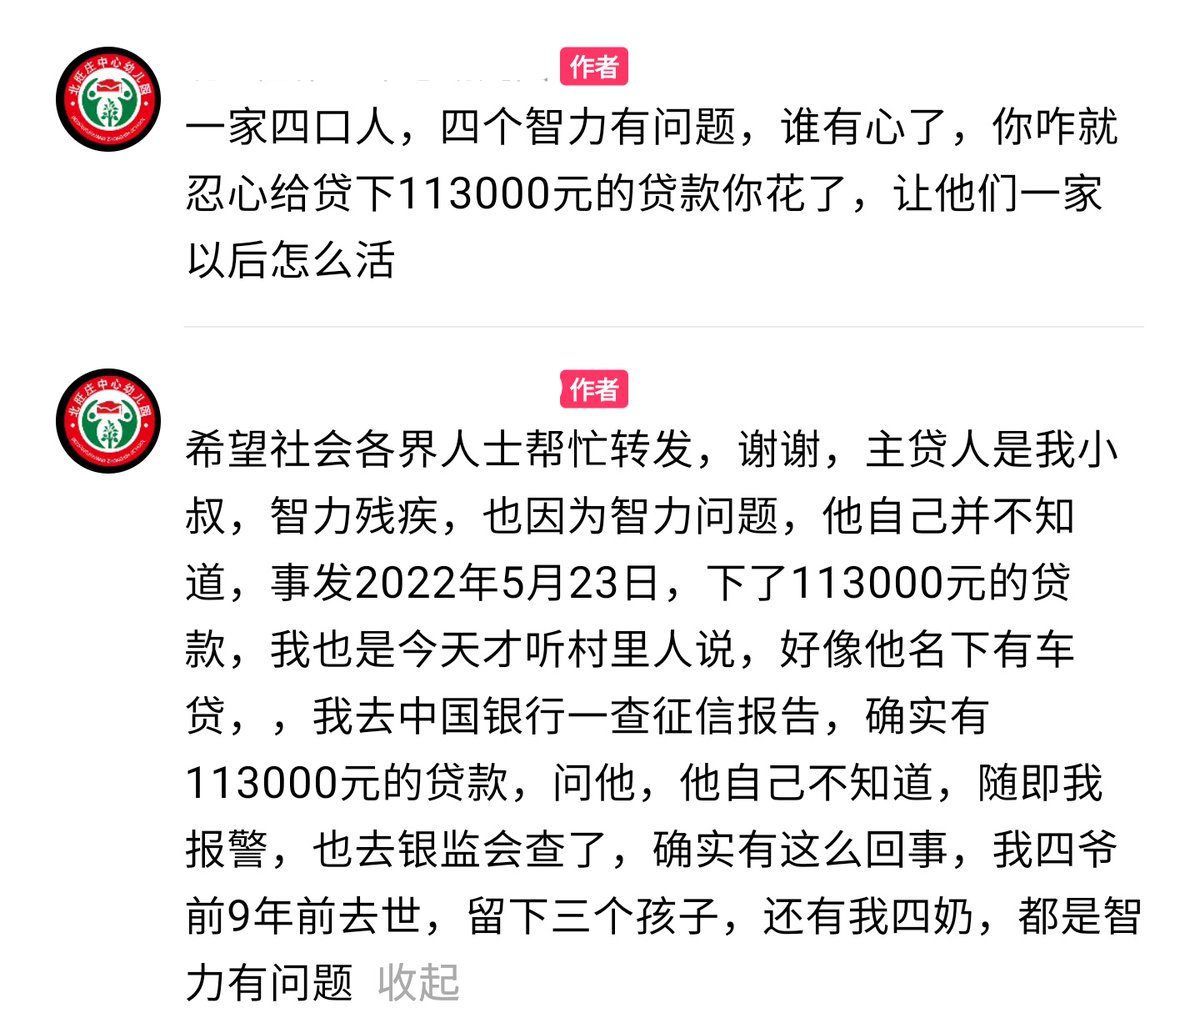 北旺庄中心幼儿园
作者
一家四口人，四个智力有问题，谁有心了，你咋就
忍心给贷下113000元的贷款你花了，让他们一家
以后怎么活
北旺庄中心幼儿园
作者
希望社会各界人士帮忙转发，谢谢，主贷人是我小
叔，智力残疾，也因为智力问题，他自己并不知
道，事发2022年5月23日，下了113000元的贷
款，我也是今天才听村里人说，好像他名下有车
贷，，我去中国银行一查征信报告，确实有
113000元的贷款，问他，他自己不知道，随即我
报警，也去银监会查了，确实有这么回事，我四爷
前9年前去世，留下三个孩子，还有我四奶，都是智
力有问题 收起